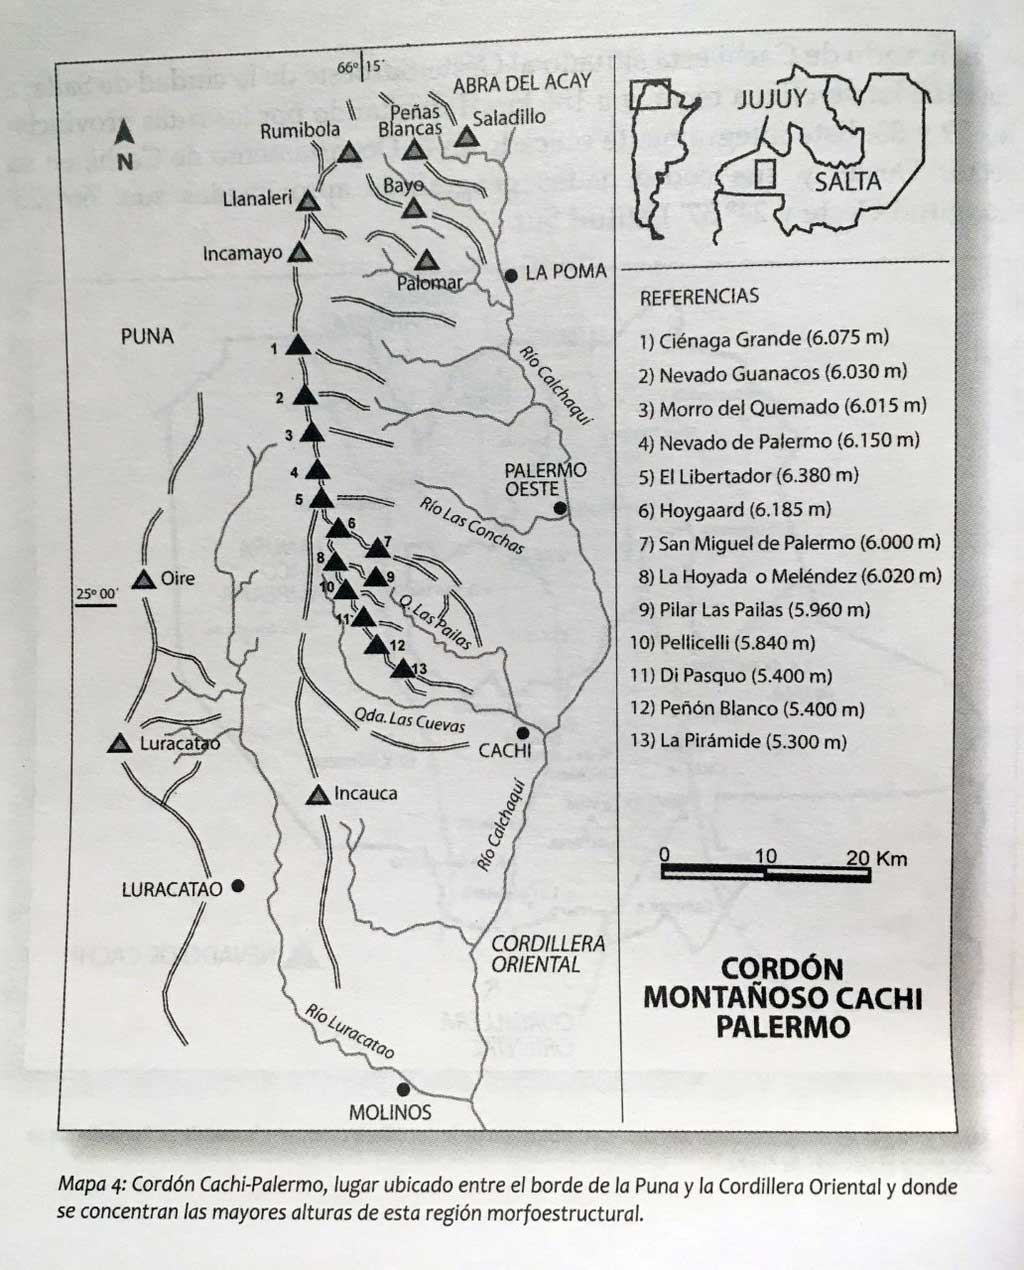 66º 15´
ABRA DEL ACAY
Peñas
Blancas
Saladillo
Rumibola
N
Llanaleri
Bayo
Incamayo
Palomar
LA POMA
PUNA
Río Calchaquí
1
2
3
4
5
6
7
8
9
10
11
12
13
PALERMO
OESTE
Río Las Conchas
Oire
25º 00´
Q. Las Pailas
Qda. Las Cuevas
Luracatao
CACHI
Incauca
Río Calchaquí
LURACATAO
CORDILLERA
ORIENTAL
Río Luracatao
MOLINOS
JUJUY
SALTA
REFERENCIAS
1) Ciénaga Grande (6.075 m)
2) Nevado Guanacos (6.030 m)
3) Morro del Quemado (6.015 m)
4) Nevado de Palermo (6.150 m)
5) El Libertador (6.380 m)
6) Hoygaard (6.185 m)
7) San Miguel de Palermo (6.000 m)
8) La Hoyada o Meléndez (6.020 m)
9) Pilar Las Pailas (5.960 m)
10) Pellicelli (5.840 m)
11) Di Pasquo (5.400 m)
12) Peñón Blanco (5.400 m)
13) La Pirámide (5.300 m)
0 10 20 Km
CORDÓN
MONTAÑOSO CACHI
PALERMO
Mapa 4: Cordón Cachi-Palermo, lugar ubicado entre el borde de la Puna y la Cordillera Oriental y donde
se concentran las mayores alturas de esta región morfoestructural.